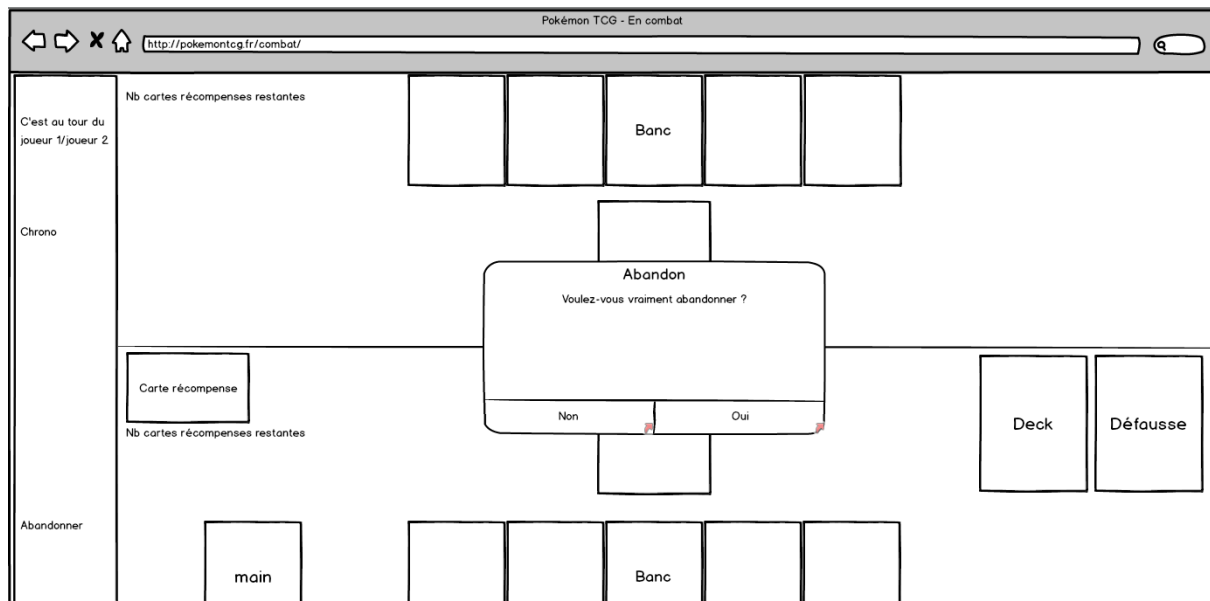 Pokémon TCG - En combat
http://pokemontcg.fr/combat/
C'est au tour du
joueur 1/joueur 2
Chrono
Abandonner
Nb cartes récompenses restantes
Banc
Abandon
Voulez-vous vraiment abandonner ?
Non
Oui
Carte récompense
Nb cartes récompenses restantes
Deck
Défausse
main
Banc